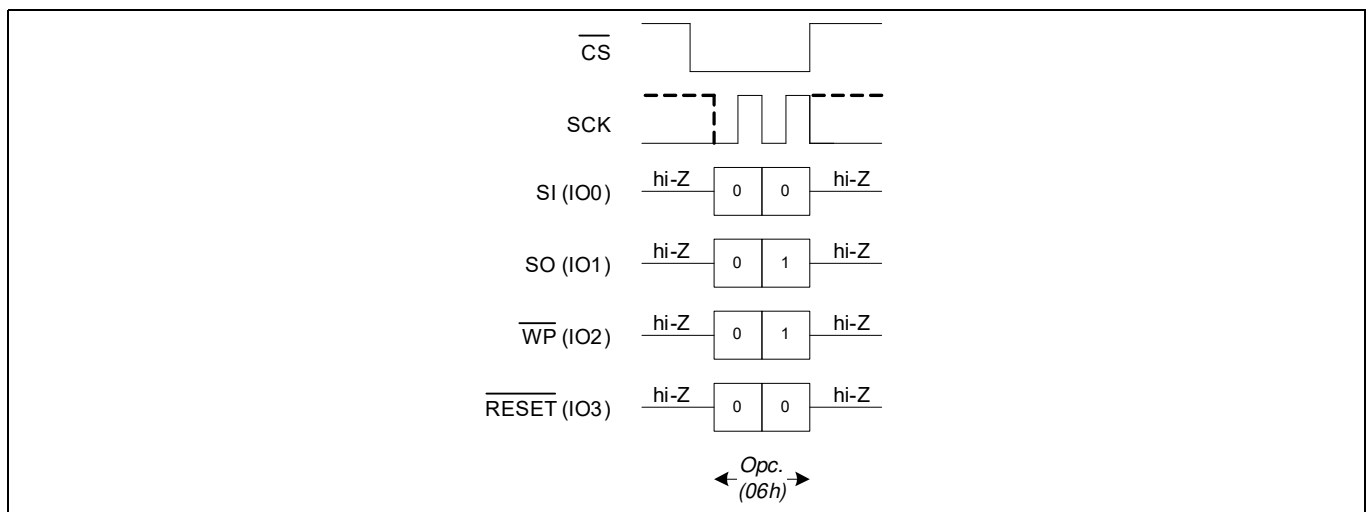 CS
SCK
hi-Z 0 0 hi-Z
SI (IO0)
hi-Z 0 1 hi-Z
SO (IO1)
hi-Z 0 1 hi-Z
WP (IO2)
hi-Z 0 0 hi-Z
RESET (IO3)
Opc.
(06h)